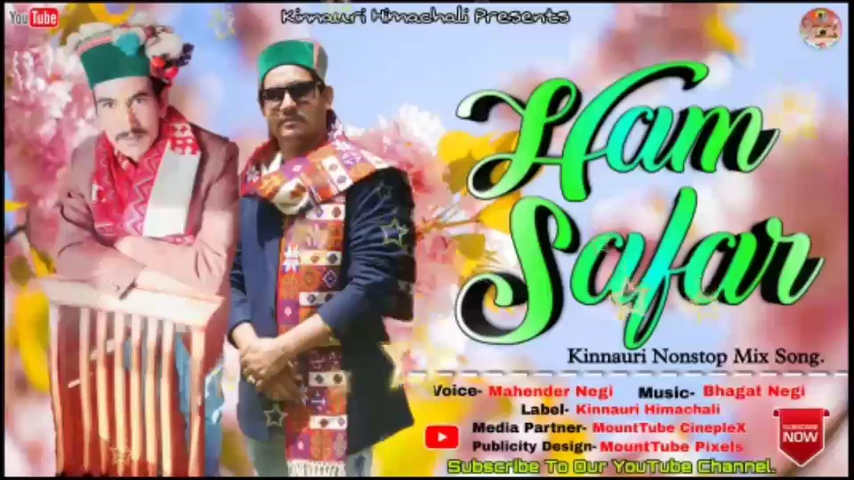 YouTube
Kinnauri Himachali Presents
Ham
Safar
Kinnauri Nonstop Mix Song.
Voice- Mahender Negi Music- Bhagat Negi
Label- Kinnauri Himachali
Media Partner- MountTube CinepleX
Publicity Design- MountTube Pixels
Subscribe To Our YouTube Channel.
SUBSCRIBE
NOW